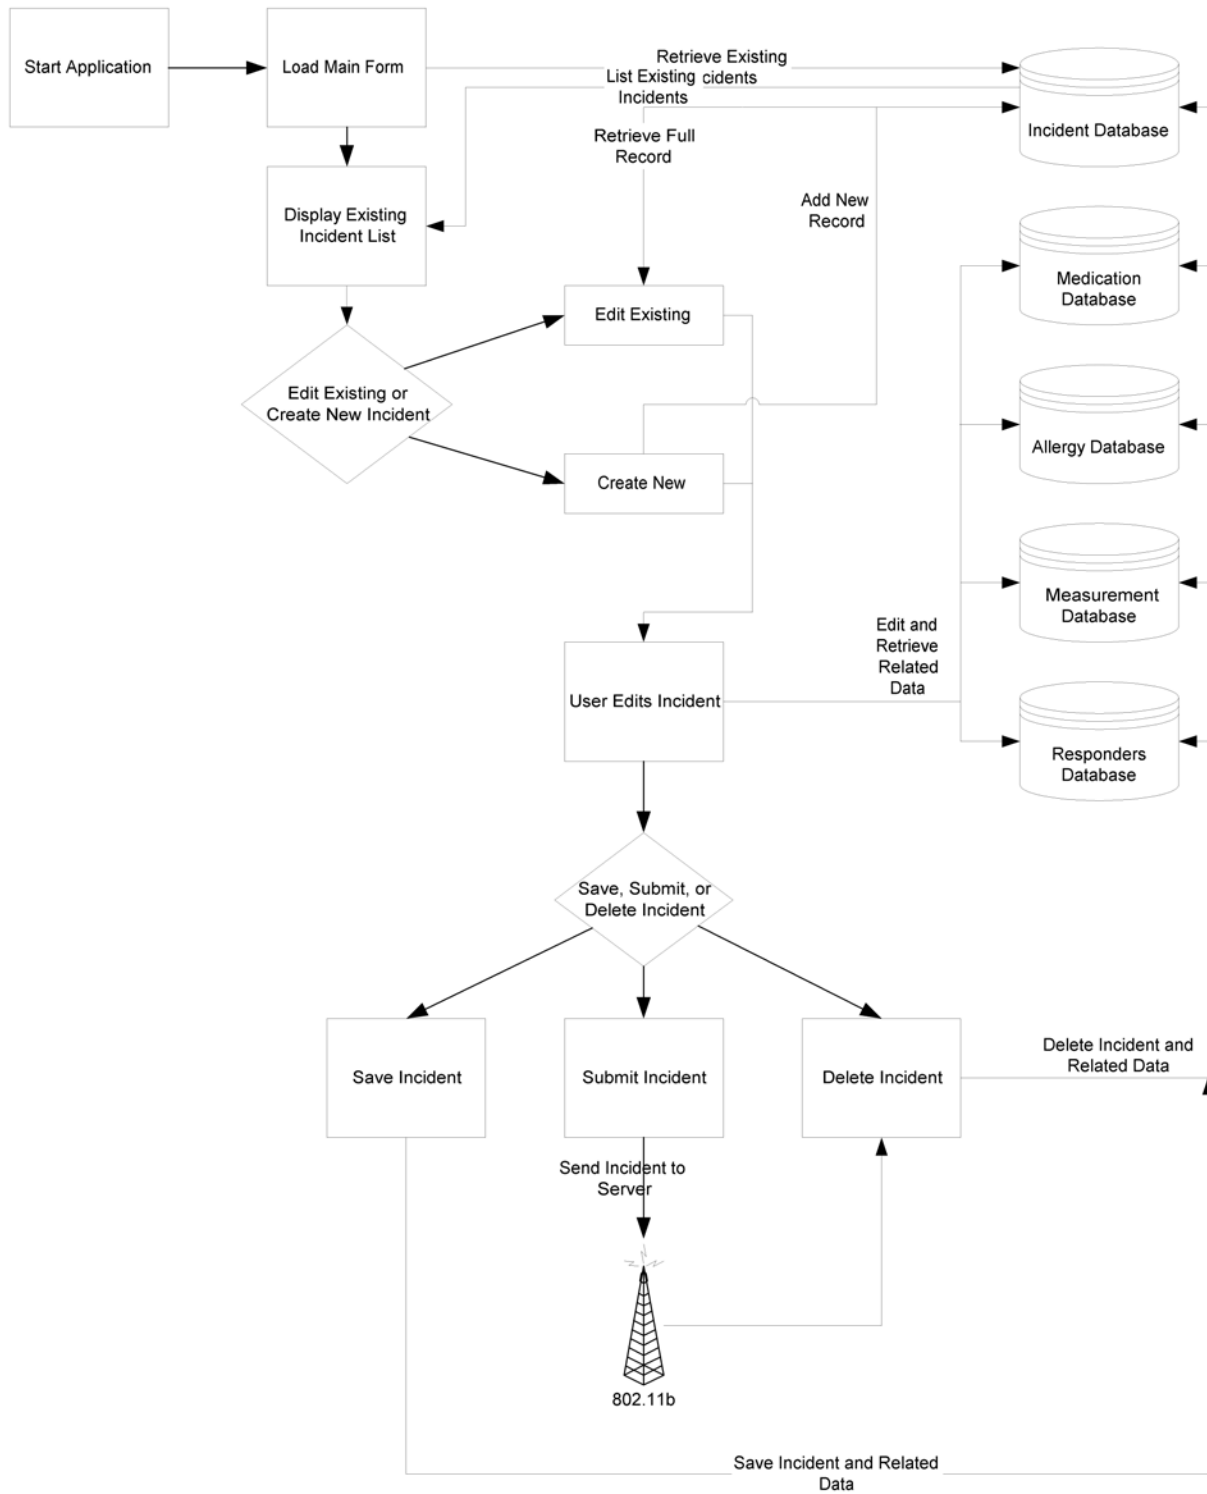 Start Application
Load Main Form
Retrieve Existing
cidents
List Existing
Incidents
Incident Database
Retrieve Full
Record
Add New
Record
Display Existing
Incident List
Medication
Database
Edit Existing
Edit Existing or
Create New Incident
Allergy Database
Create New
Measurement
Database
Edit and
Retrieve
Related
Data
User Edits Incident
Responders
Database
Save, Submit, or
Delete Incident
Save Incident
Submit Incident
Delete Incident
Delete Incident and
Related Data
Send Incident to
Server
802.11b
Save Incident and Related
Data